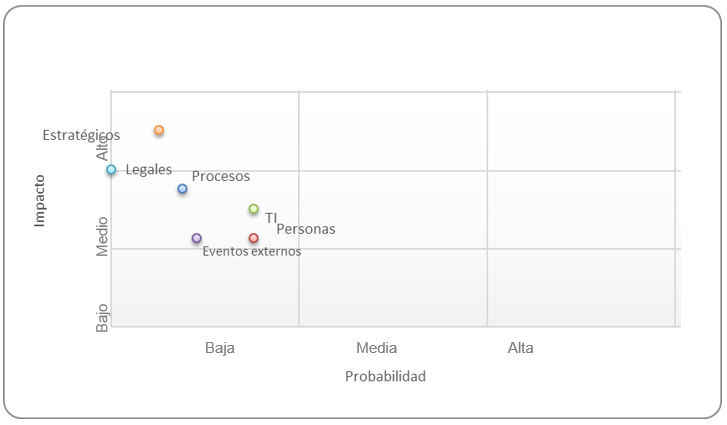 Estratégicos
Alto
Legales
Procesos
Impacto
TI
Personas
Medio
Eventos externos
Bajo
Baja
Media
Alta
Probabilidad